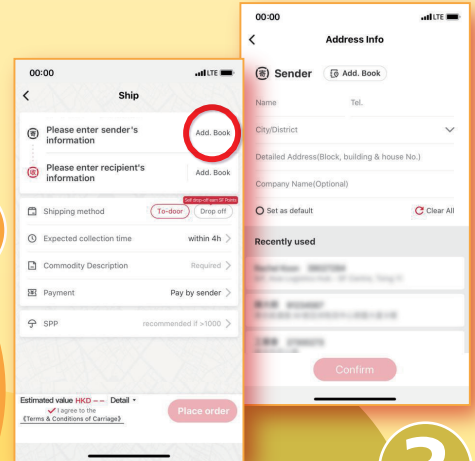 00:00
LTE
Ship
寄
Please enter sender's
information
Add. Book
收
Please enter recipient's
information
Add. Book
Self drop-off earn SF Points
Shipping method
To-door
Drop off
Expected collection time
within 4h
Commodity Description
Required
Payment
Pay by sender
SPP
recommended if >1000
Estimated value HKD -- Detail
I agree to the
《Terms & Conditions of Carriage》
Place order
00:00
LTE
Address Info
寄
Sender
Add. Book
Name
Tel.
City/District
Detailed Address(Block, building & house No.)
Company Name(Optional)
Set as default
Clear All
Recently used
Confirm